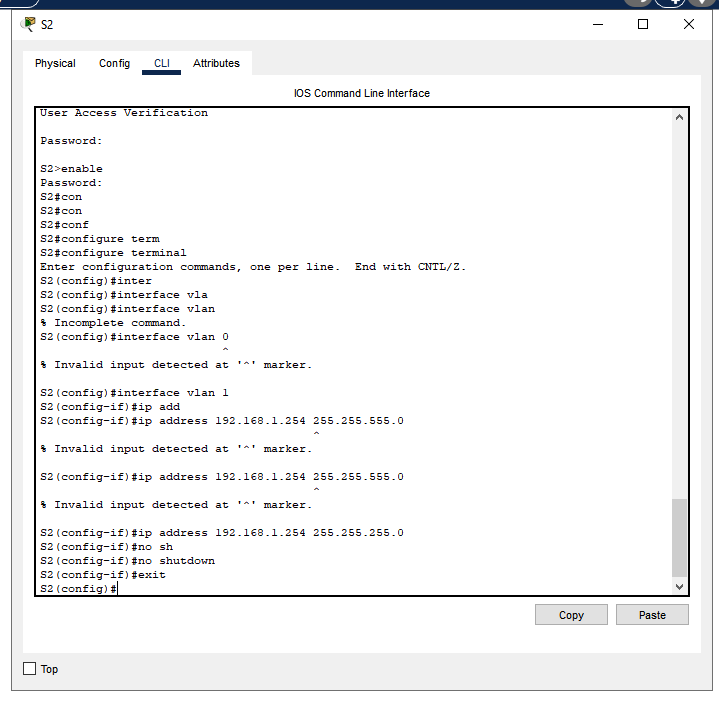 S2
Physical Config CLI Attributes
IOS Command Line Interface
User Access Verification
Password:
S2>enable
Password:
S2#con
S2#con
S2#conf
S2#configure term
S2#configure terminal
Enter configuration commands, one per line.  End with CNTL/Z.
S2(config)#inter
S2(config)#interface vla
S2(config)#interface vlan
% Incomplete command.
S2(config)#interface vlan 0
^
% Invalid input detected at '^' marker.
S2(config)#interface vlan 1
S2(config-if)#ip add
S2(config-if)#ip address 192.168.1.254 255.255.555.0
^
% Invalid input detected at '^' marker.
S2(config-if)#ip address 192.168.1.254 255.255.555.0
^
% Invalid input detected at '^' marker.
S2(config-if)#ip address 192.168.1.254 255.255.255.0
S2(config-if)#no sh
S2(config-if)#no shutdown
S2(config-if)#exit
S2(config)#
Copy Paste
Top